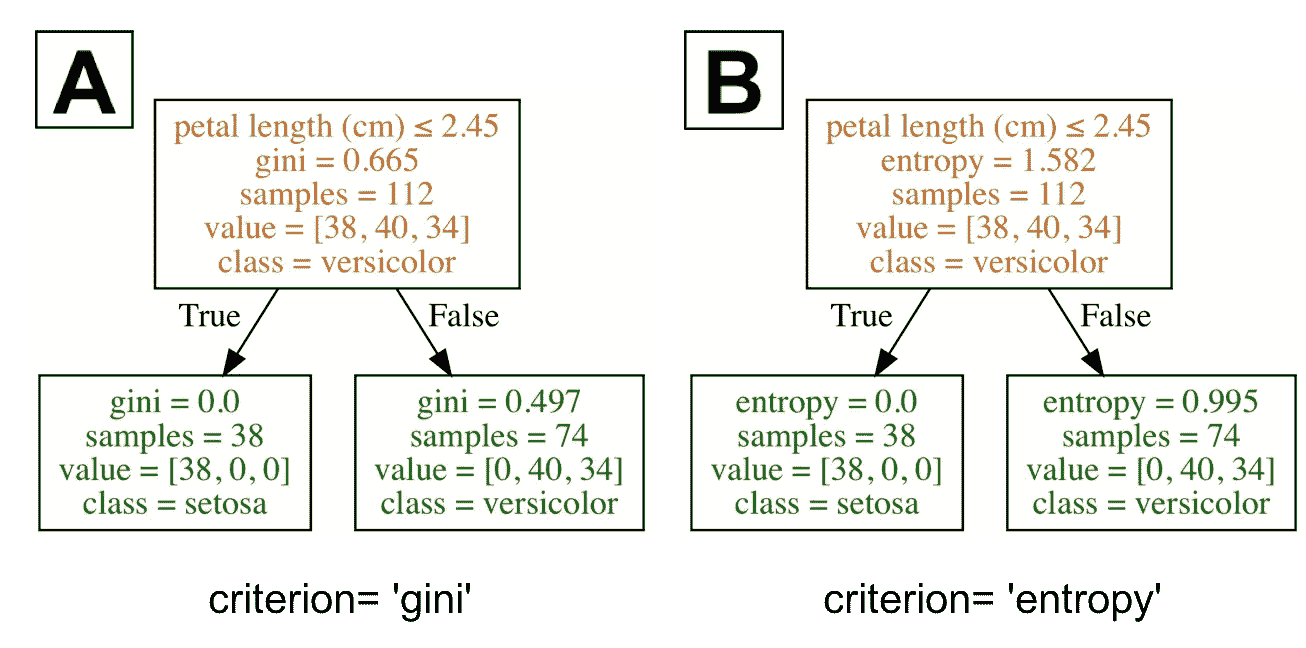 A
petal length (cm) ≤ 2.45
gini = 0.665
samples = 112
value = [38, 40, 34]
class = versicolor
True
False
gini = 0.0
samples = 38
value = [38, 0, 0]
class = setosa
gini = 0.497
samples = 74
value = [0, 40, 34]
class = versicolor
criterion= 'gini'
B
petal length (cm) ≤ 2.45
entropy = 1.582
samples = 112
value = [38, 40, 34]
class = versicolor
True
False
entropy = 0.0
samples = 38
value = [38, 0, 0]
class = setosa
entropy = 0.995
samples = 74
value = [0, 40, 34]
class = versicolor
criterion= 'entropy'